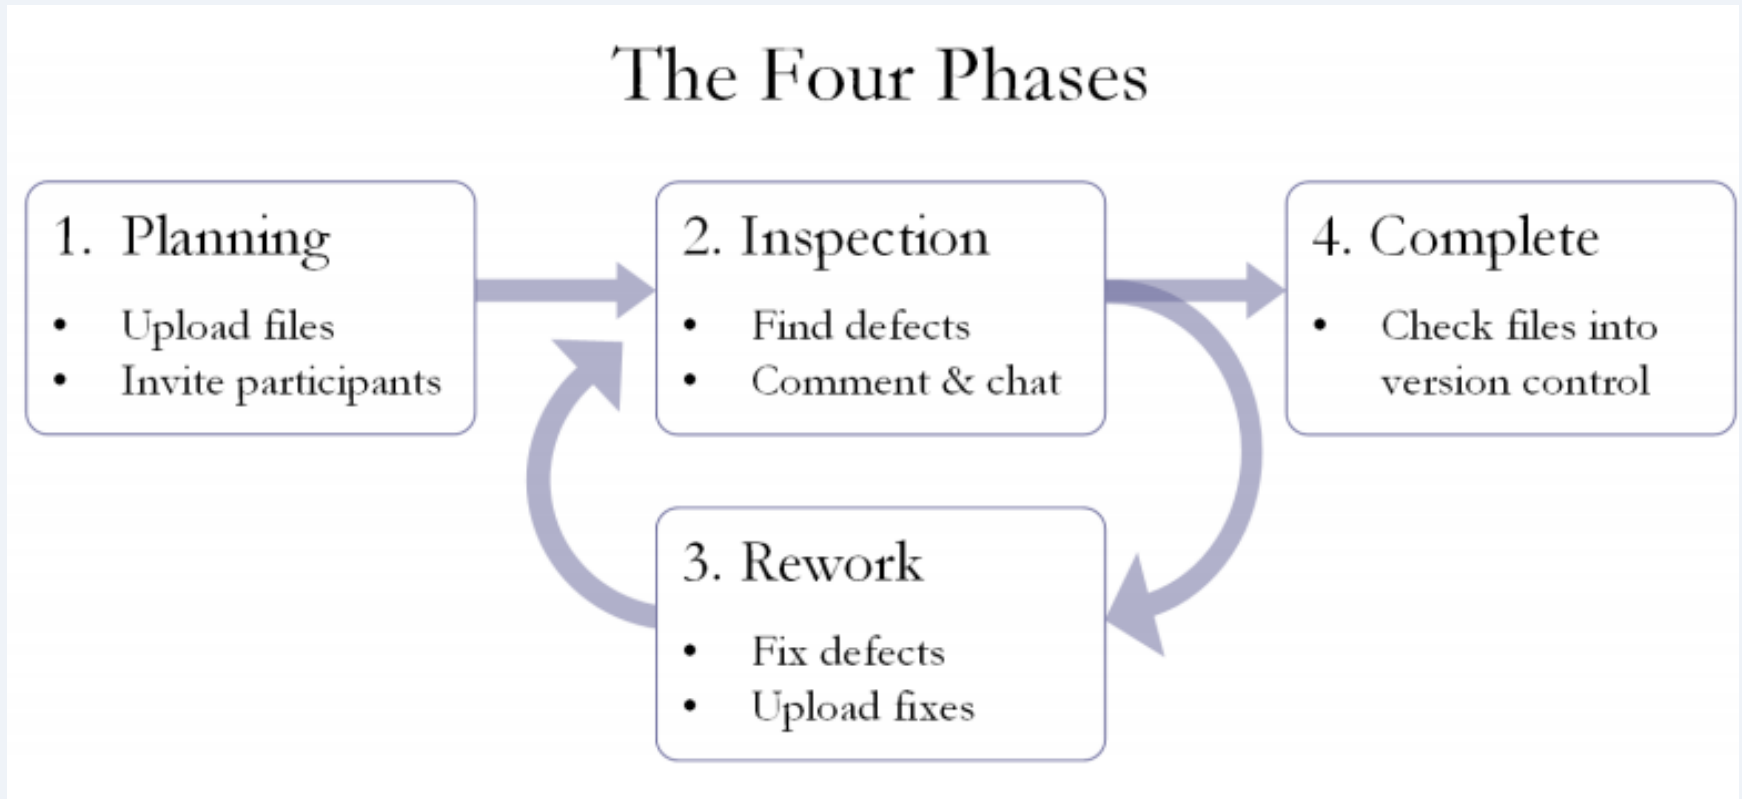 The Four Phases
1. Planning
• Upload files
• Invite participants
2. Inspection
• Find defects
• Comment & chat
4. Complete
• Check files into
version control
3. Rework
• Fix defects
• Upload fixes